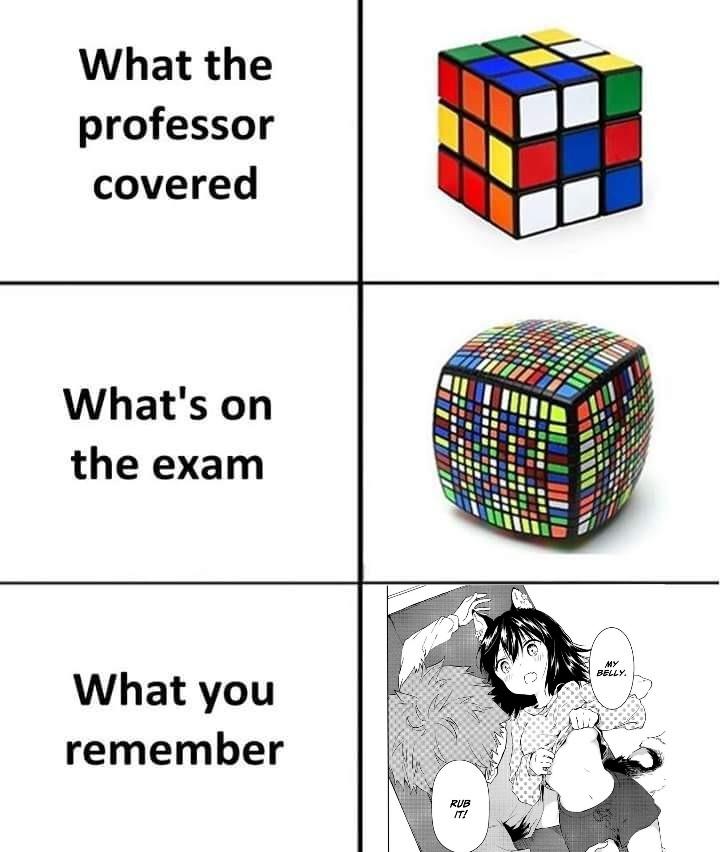 What the
professor
covered
What's on
the exam
What you
remember
MY
BELLY.
RUB
IT!